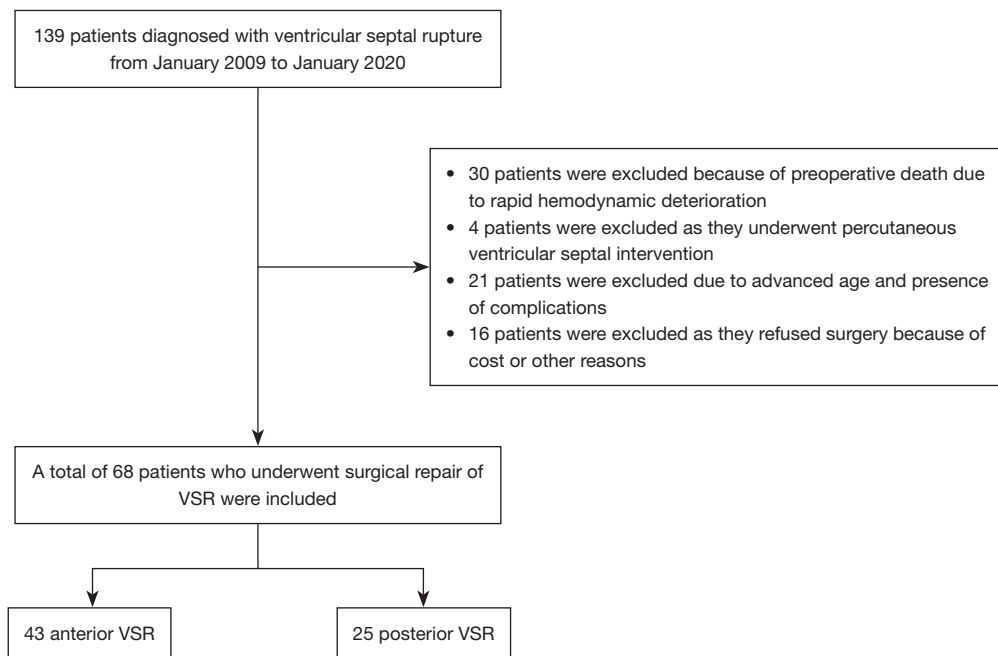 139 patients diagnosed with ventricular septal rupture
from January 2009 to January 2020
• 30 patients were excluded because of preoperative death due
to rapid hemodynamic deterioration
• 4 patients were excluded as they underwent percutaneous
ventricular septal intervention
• 21 patients were excluded due to advanced age and presence
of complications
• 16 patients were excluded as they refused surgery because of
cost or other reasons
A total of 68 patients who underwent surgical repair of
VSR were included
43 anterior VSR
25 posterior VSR